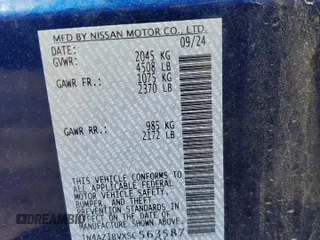 MFD BY NISSAN MOTOR CO., LTD.
DATE: 09/24
GVWR: 2045 KG
4508 LB
GAWR FR.: 1075 KG
2370 LB
GAWR RR.: 985 KG
2172 LB
THIS VEHICLE CONFORMS TO ALL
APPLICABLE FEDERAL MOTOR
VEHICLE SAFETY, BUMPER, AND
THEFT PREVENTION STANDARDS
IN EFFECT ON THE DATE OF
MANUFACTURE SHOWN ABOVE.
1N4AZ1BVXSC563587
DREAMBID